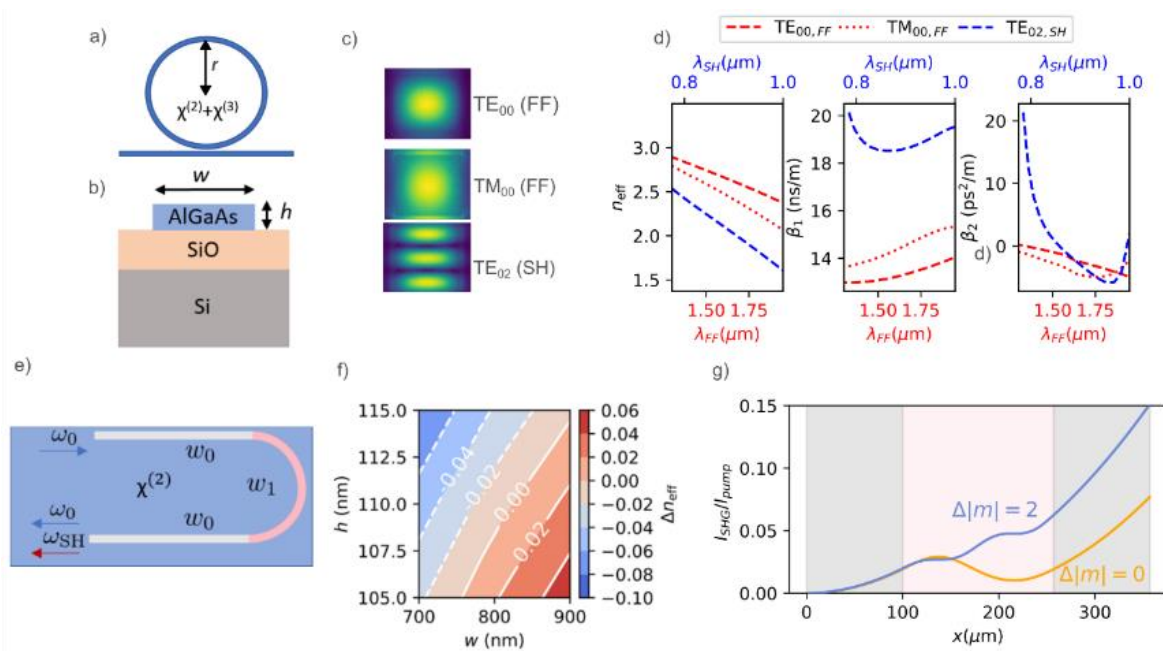 a)
r
χ(2)+χ(3)
b)
w
h
AlGaAs
SiO
Si
c)
TE00 (FF)
TM00 (FF)
TE02 (SH)
TE00, FF
TM00, FF
TE02, SH
d)
λSH(μm) λSH(μm) λSH(μm)
0.8 1.0 0.8 1.0 0.8 1.0
neff
3.0
2.5
2.0
1.5
1.50 1.75
λFF(μm)
β1 (ns/m)
20
18
16
14
1.50 1.75
λFF(μm)
β2 (ps2/m)
20
15
10
5
0
d)
1.50 1.75
λFF(μm)
e)
ω0
w0
χ(2)
w1
ω0
w0
ωSH
f)
h (nm)
115.0
112.5
110.0
107.5
105.0
-0.04
-0.02
0.00
0.02
700 800 900
w (nm)
0.06
0.04
0.02
0.00
−0.02
−0.04
−0.06
−0.08
−0.10
Δneff
g)
ISHG/Ipump
0.15
0.10
0.05
0.00
Δ|m| = 2
Δ|m| = 0
0 100 200 300
x(μm)